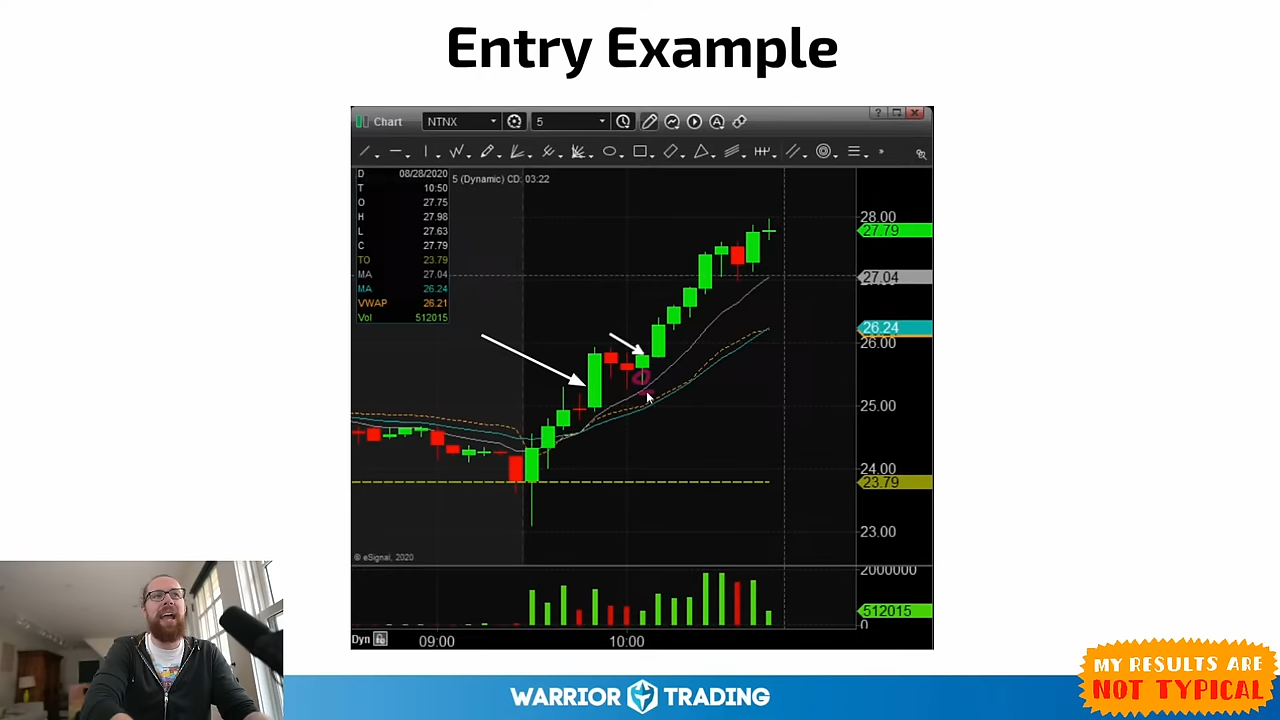 Entry Example
Chart NTNX 5
5 (Dynamic) CD: 03:22
D 08/28/2020
T 10:50
O 27.75
H 27.98
L 27.63
C 27.79
TO 23.79
MA 27.04
MA 26.24
VWAP 26.21
Vol 512015
28.00
27.79
27.04
26.24
26.00
25.00
24.00
23.79
23.00
© eSignal, 2020
2000000
512015
0
Dyn 09:00 10:00
MY RESULTS ARE
NOT TYPICAL
WARRIOR TRADING